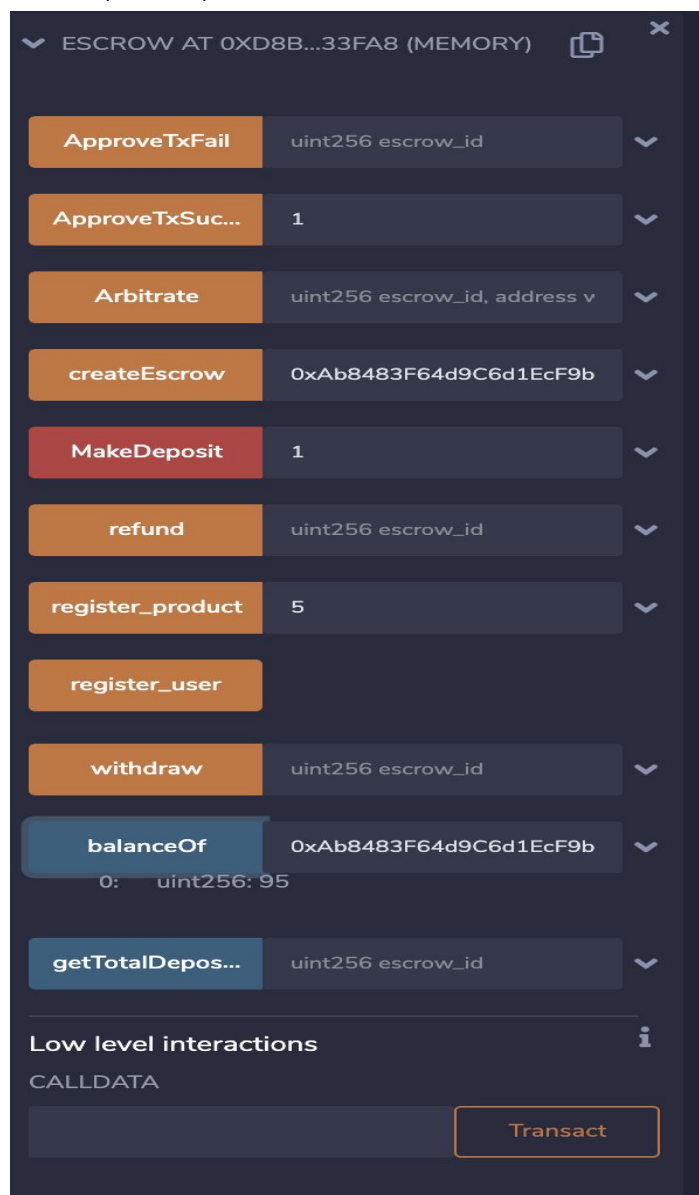 ESCROW AT 0XD8B...33FA8 (MEMORY)
ApproveTxFail uint256 escrow_id
ApproveTxSuc... 1
Arbitrate uint256 escrow_id, address v
createEscrow 0xAb8483F64d9C6d1EcF9b
MakeDeposit 1
refund uint256 escrow_id
register_product 5
register_user
withdraw uint256 escrow_id
balanceOf 0xAb8483F64d9C6d1EcF9b
0: uint256: 95
getTotalDepos... uint256 escrow_id
Low level interactions
CALLDATA
Transact